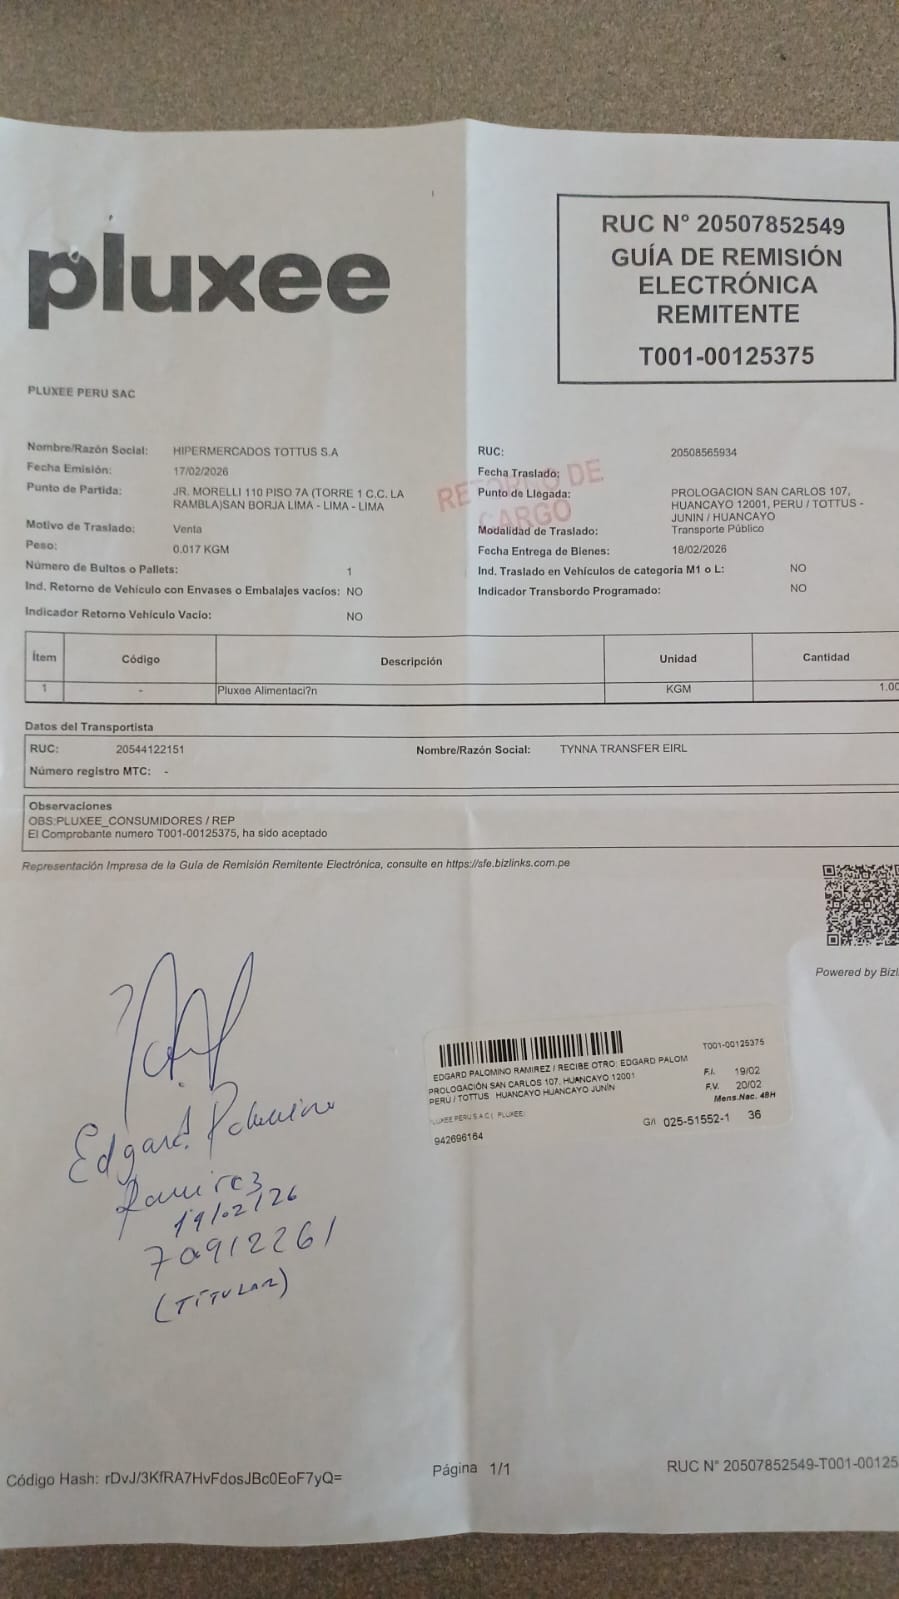 pluxee
RUC N° 20507852549
GUÍA DE REMISIÓN
ELECTRÓNICA
REMITENTE
T001-00125375
PLUXEE PERU SAC
Nombre/Razón Social: HIPERMERCADOS TOTTUS S.A
RUC: 20508565934
Fecha Emisión: 17/02/2026
Fecha Traslado:
Punto de Partida: JR. MORELLI 110 PISO 7A (TORRE 1 C.C. LA
RAMBLA)SAN BORJA LIMA - LIMA - LIMA
Punto de Llegada: PROLOGACION SAN CARLOS 107,
HUANCAYO 12001, PERU / TOTTUS -
JUNIN / HUANCAYO
RETORNO DE
CARGO
Motivo de Traslado: Venta
Modalidad de Traslado: Transporte Público
Peso: 0.017 KGM
Fecha Entrega de Bienes: 18/02/2026
Número de Bultos o Pallets: 1
Ind. Traslado en Vehículos de categoría M1 o L: NO
Ind. Retorno de Vehículo con Envases o Embalajes vacíos: NO
Indicador Transbordo Programado: NO
Indicador Retorno Vehículo Vacio: NO
Ítem Código Descripción Unidad Cantidad
1 - Pluxee Alimentaci?n KGM 1.00
Datos del Transportista
RUC: 20544122151 Nombre/Razón Social: TYNNA TRANSFER EIRL
Número registro MTC: -
Observaciones
OBS:PLUXEE_CONSUMIDORES / REP
El Comprobante numero T001-00125375, ha sido aceptado
Representación Impresa de la Guía de Remisión Remitente Electrónica, consulte en https://sfe.bizlinks.com.pe
Powered by Bizl
T001-00125375
EDGARD PALOMINO RAMIREZ / RECIBE OTRO: EDGARD PALOM
PROLOGACIÓN SAN CARLOS 107, HUANCAYO 12001
PERU / TOTTUS HUANCAYO HUANCAYO JUNÍN
F.I. 19/02
F.V. 20/02
Mens.Nac. 48H
PLUXEE PERU S.A.C ( PLUXEE)
G/I 025-51552-1 36
942696164
Edgard Palomino
Ramirez
19/02/26
70912261
(TITULAR)
Código Hash: rDvJ/3KfRA7HvFdosJBc0EoF7yQ=
Página 1/1
RUC N° 20507852549-T001-00125